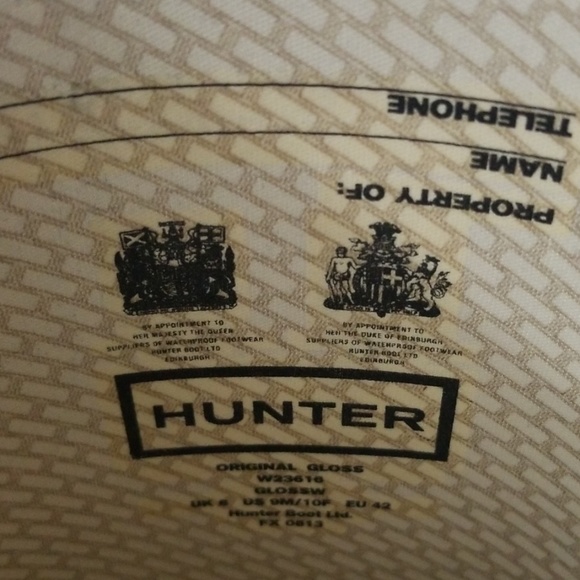 PROPERTY OF:
NAME
TELEPHONE
BY APPOINTMENT TO
HER MAJESTY THE QUEEN
SUPPLIERS OF WATERPROOF FOOTWEAR
HUNTER BOOT LTD
EDINBURGH
BY APPOINTMENT TO
HRH THE DUKE OF EDINBURGH
SUPPLIERS OF WATERPROOF FOOTWEAR
HUNTER BOOT LTD
EDINBURGH
HUNTER
ORIGINAL GLOSS
W23616
GLOSSW
UK 8 US 9M/10F EU 42
Hunter Boot Ltd.
FX 0813